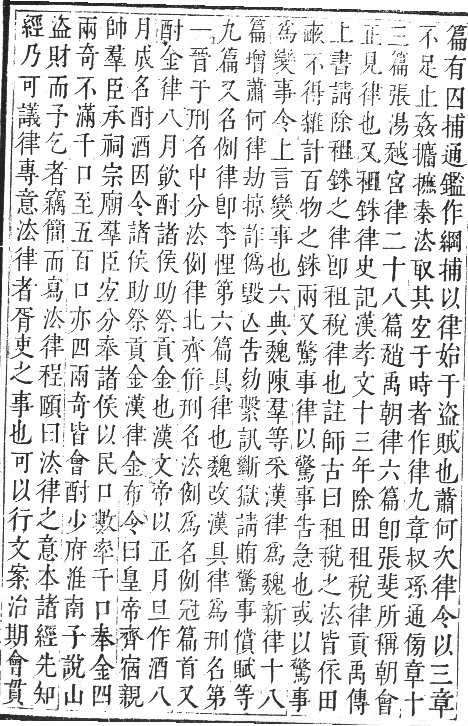 篇有四捕通鑑作綱捕以律始于盜賊也蕭何次律令以三章
不足止姦攟摭秦法取其宐于時者作律九章叔孫通傍章十
三篇張湯越宮律二十八篇趙禹朝律六篇卽張斐所稱朝會
正見律也又租銖律史記漢孝文十三年除田租稅律貢禹傳
上書請除租銖之律卽租稅律也註師古曰租稅之法皆依田
畝不得雜計百物之銖兩又驚事律以驚事告急也或以驚事
爲變事令上言變事也六典魏陳羣等采漢律爲魏新律十八
篇增蕭何律劫掠詐僞毀亾告劾繫訊斷獄請賕驚事償贓等
九篇又名例律卽李悝第六篇具律也魏改漢具律爲刑名第
一晉于刑名中分法例律北齊併刑名法例爲名例冠篇首又
酎金律八月飮酎諸侯助祭貢金也漢文帝以正月旦作酒八
月成名酎酒因令諸侯助祭貢金漢律金布令曰皇帝齊宿親
帥羣臣承祠宗廟羣臣宐分奉諸侯以民口數率千口奉金四
兩奇不滿千口至五百口亦四兩奇皆會酎少府淮南子說山
盜財而予乞者竊簡而寫法律程頤曰法律之意本諸經先知
經乃可議律專意法律者胥吏之事也可以行文案治期會貫